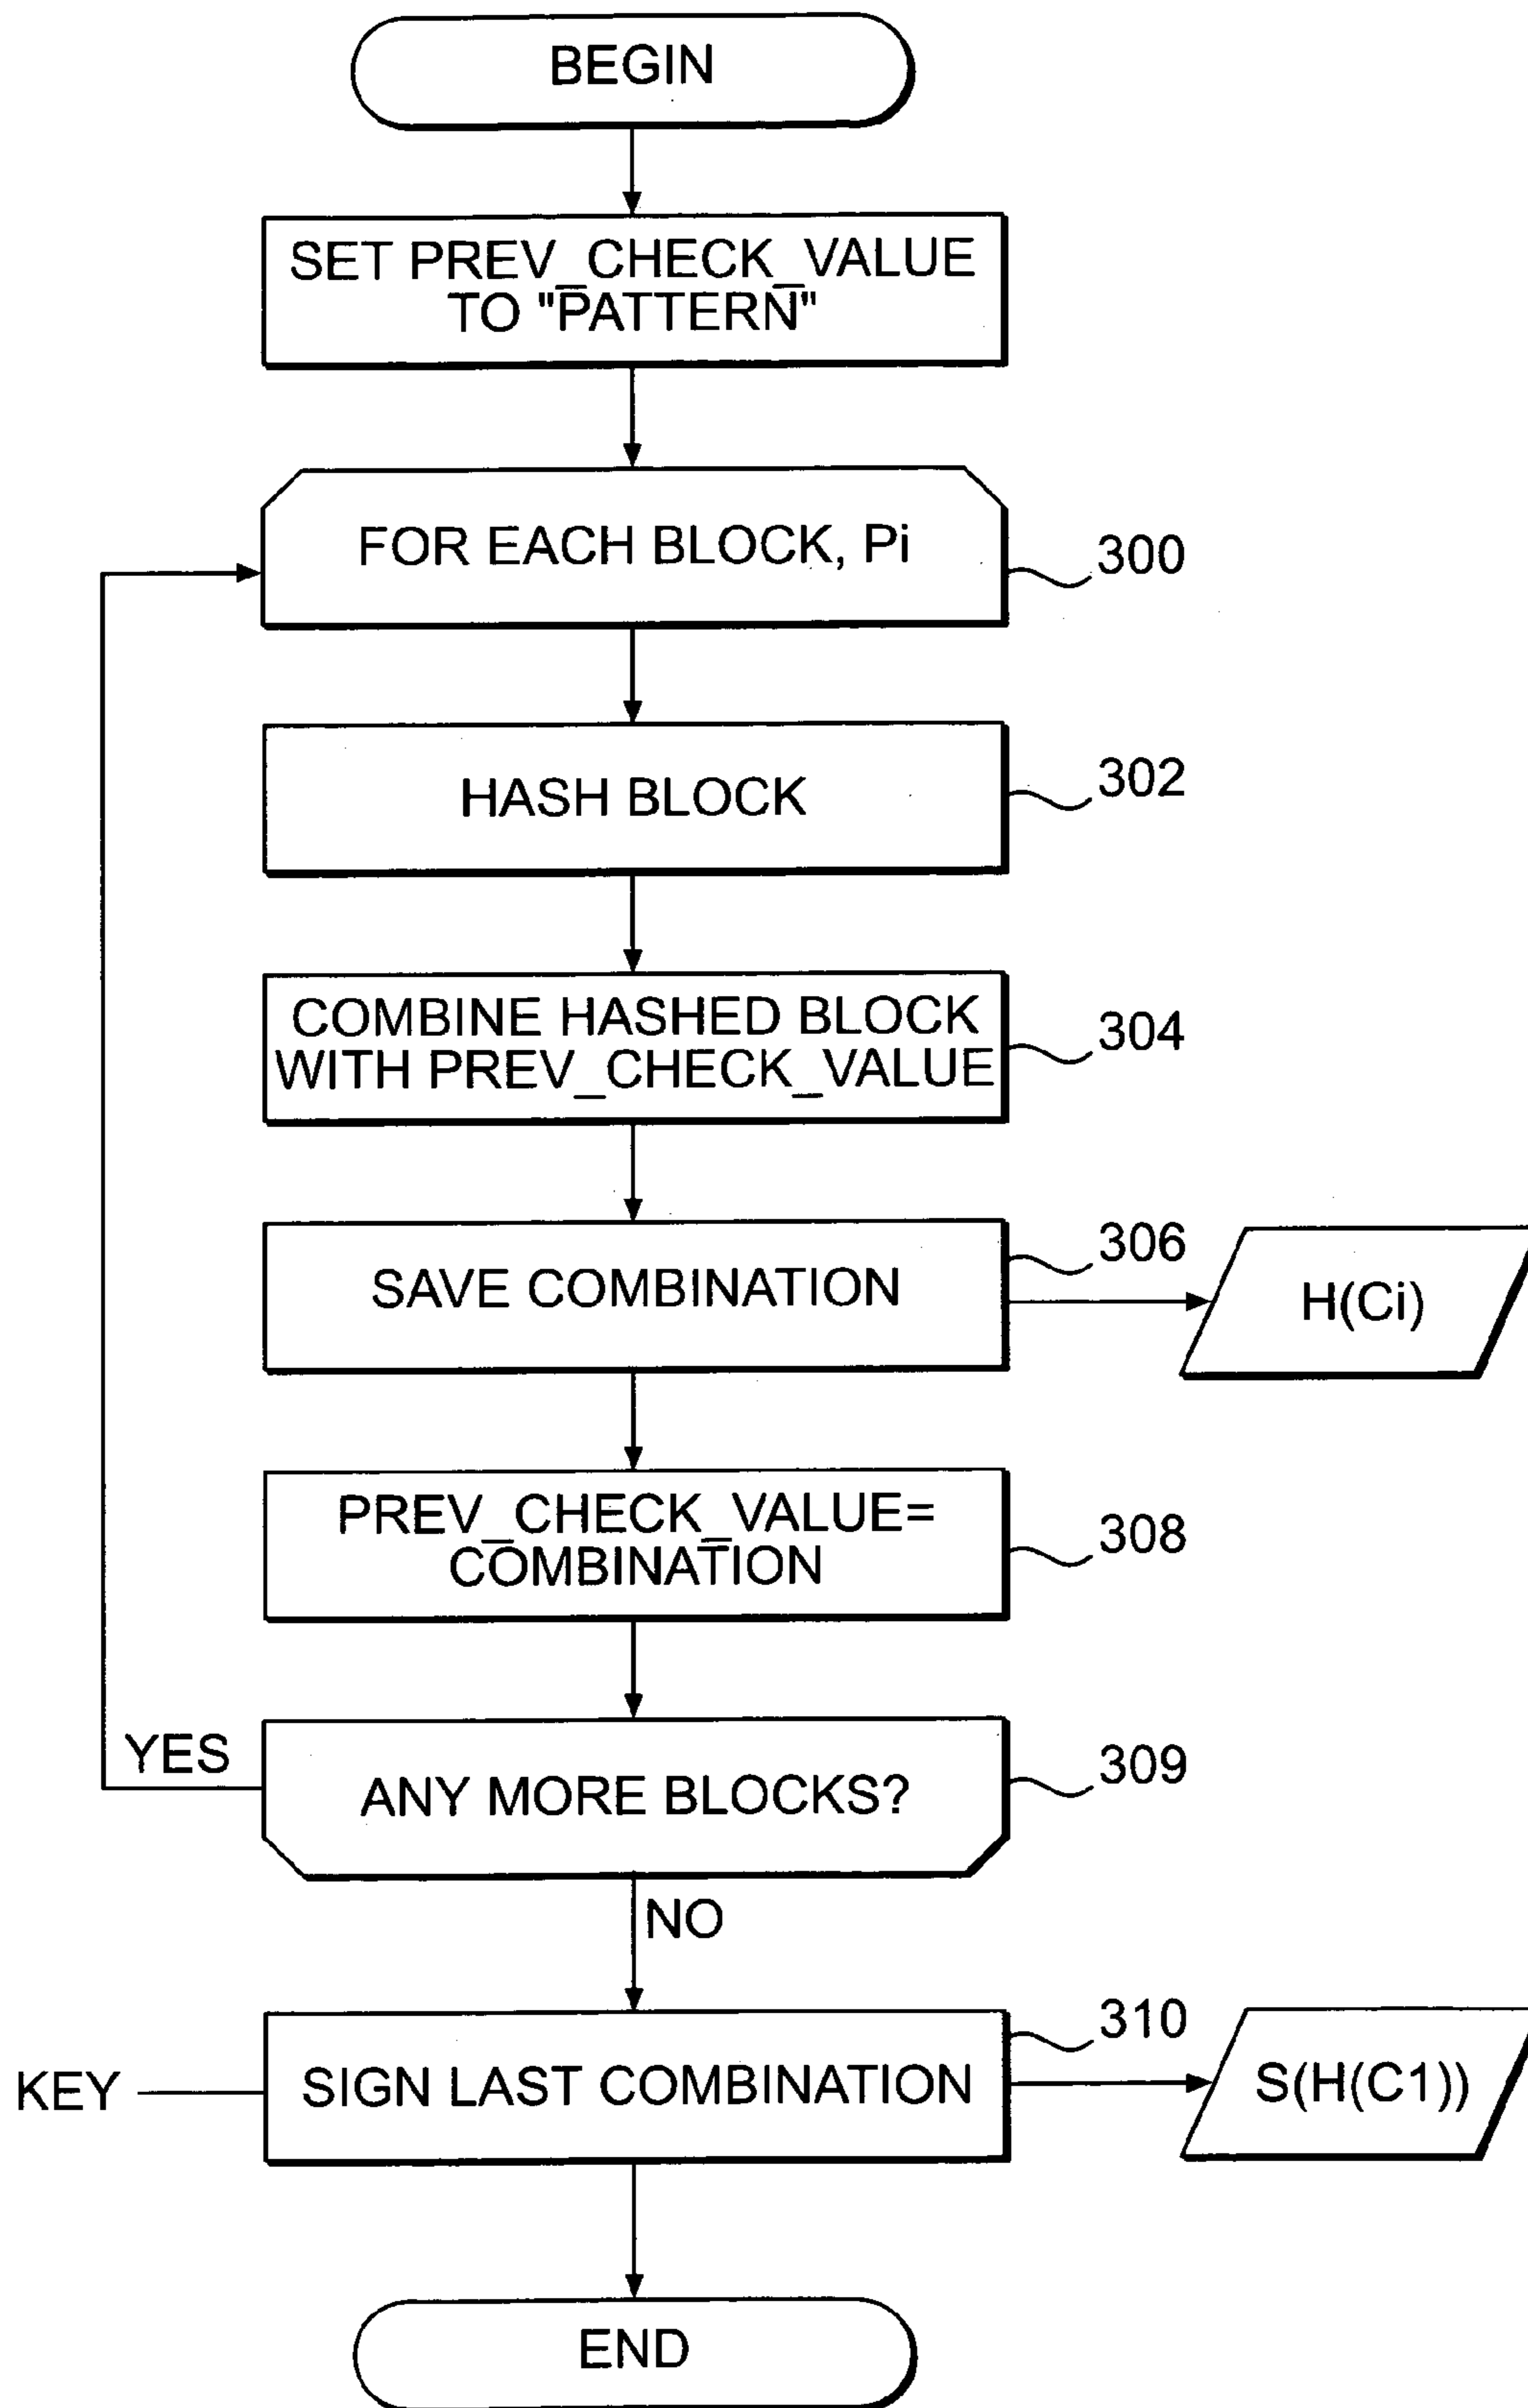 BEGIN
SET PREV_CHECK_VALUE
TO "PATTERN"
FOR EACH BLOCK, Pi
300
HASH BLOCK
302
COMBINE HASHED BLOCK
WITH PREV_CHECK_VALUE
304
SAVE COMBINATION
306
H(Ci)
PREV_CHECK_VALUE=
COMBINATION
308
YES
ANY MORE BLOCKS?
309
NO
KEY
SIGN LAST COMBINATION
310
S(H(C1))
END